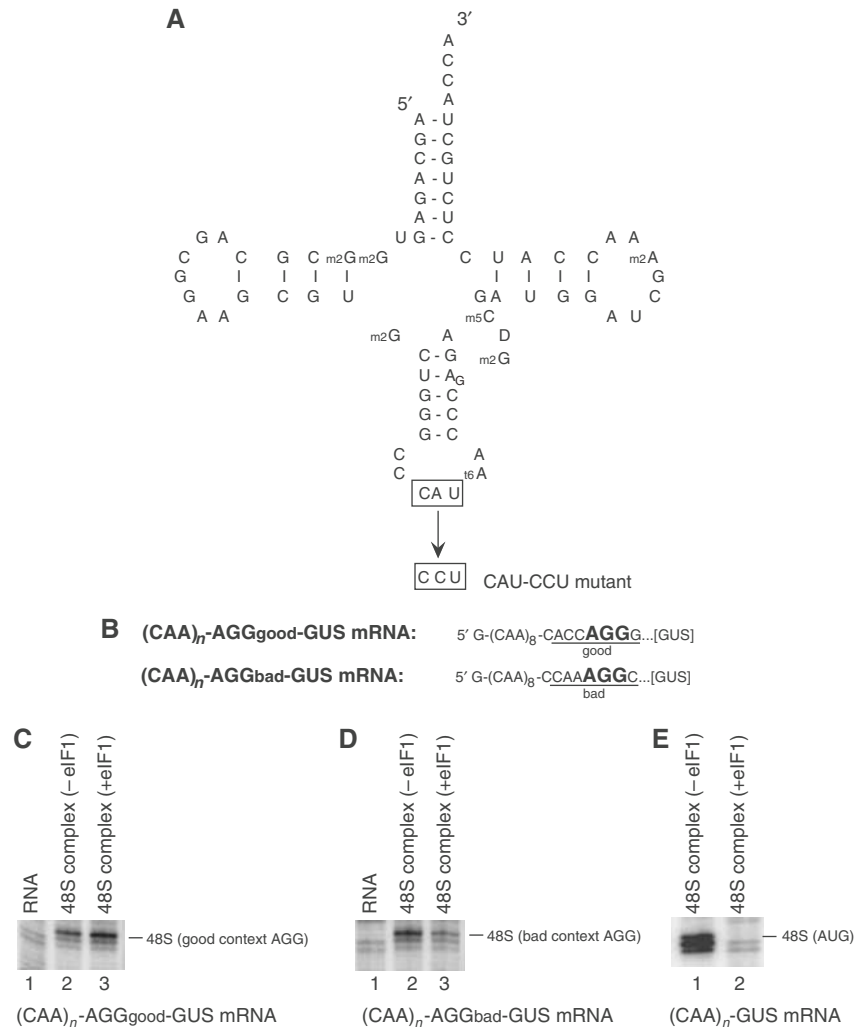 A
3′
A
C
C
A
5′
A - U
G - C
C - G
A - U
G - C
A - U
U G - C
G A
C G C m2G m2G
C I I I
G G C G U
G
A A
C U A C C
A A
m2A
G
C
U
A
I I I I
G A U G G
m5C
D
m2G
m2G
A
C - G
U - A G
G - C
G - C
G - C
C A
C t6A
CA U
C C U CAU-CCU mutant
B (CAA)n-AGGgood-GUS mRNA: 5′ G-(CAA)8-CACCAGGG...[GUS]
good
(CAA)n-AGGbad-GUS mRNA: 5′ G-(CAA)8-CCAAAGGC...[GUS]
bad
C
RNA
48S complex (– eIF1)
48S complex (+eIF1)
48S (good context AGG)
1 2 3
(CAA)n-AGGgood-GUS mRNA
D
RNA
48S complex (– eIF1)
48S complex (+eIF1)
48S (bad context AGG)
1 2 3
(CAA)n-AGGbad-GUS mRNA
E
48S complex (– eIF1)
48S complex (+eIF1)
48S (AUG)
1 2
(CAA)n-GUS mRNA